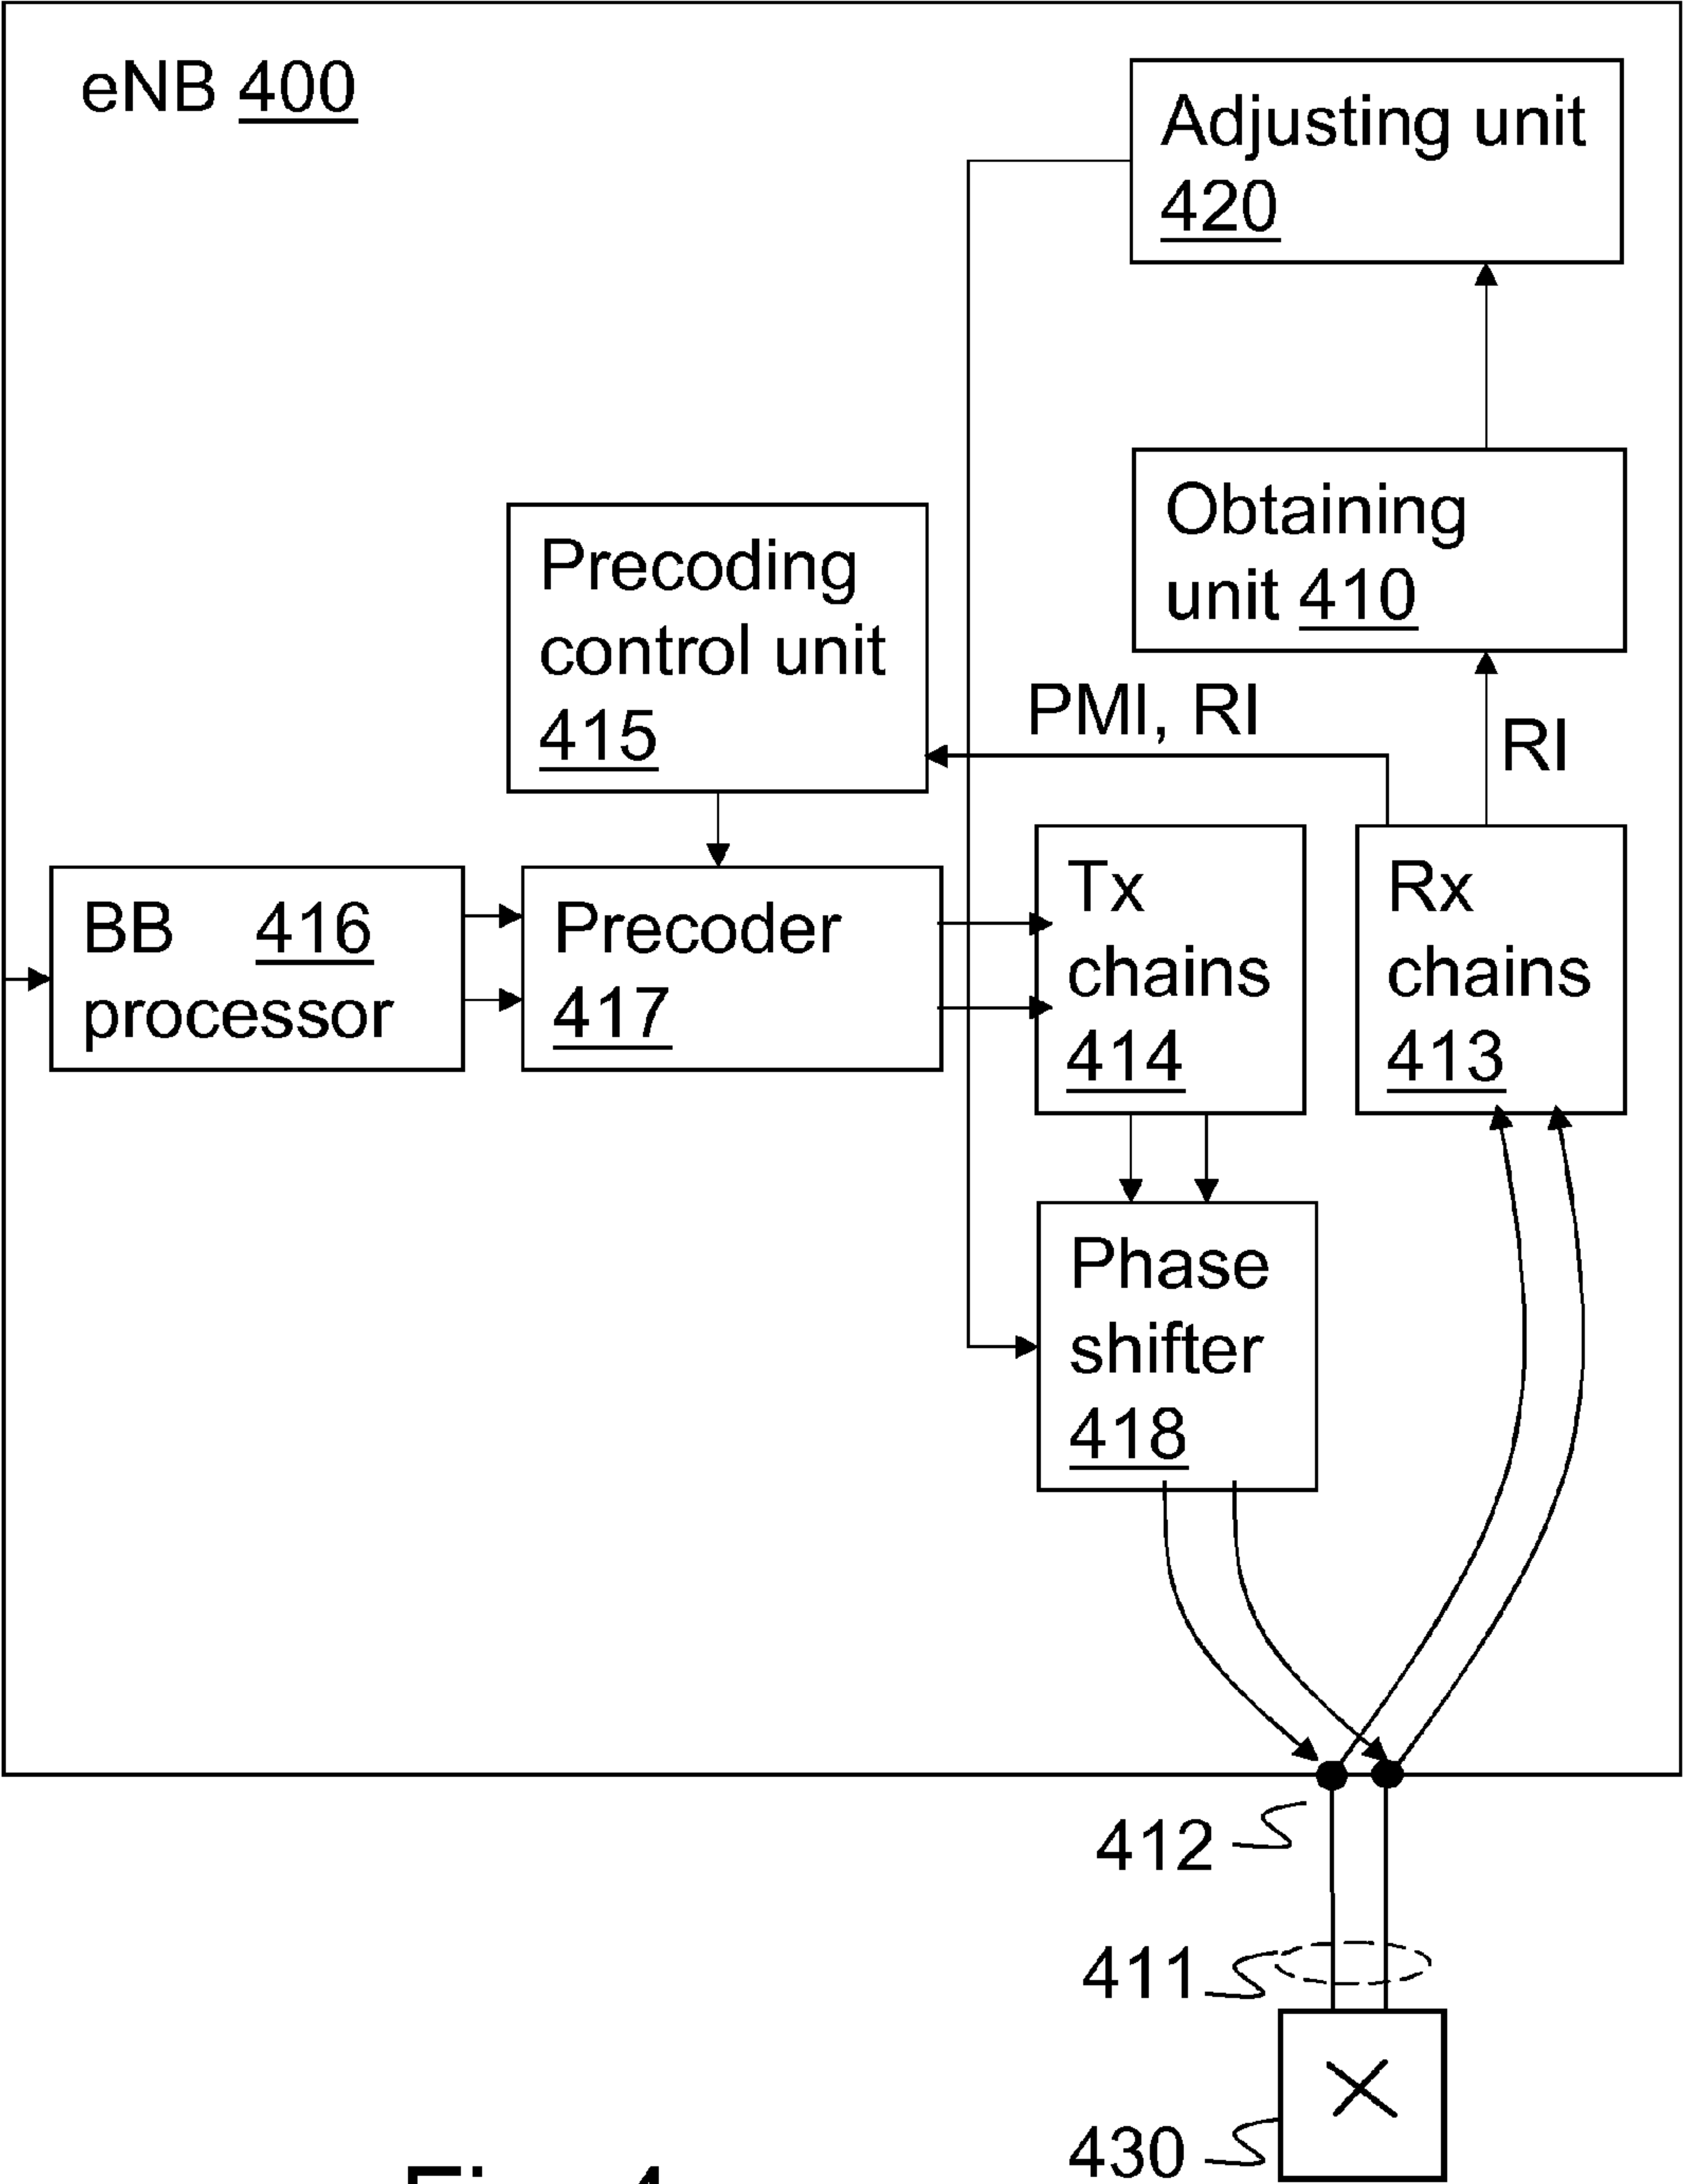 eNB 400
Adjusting unit
420
Obtaining
unit 410
Precoding
control unit
415
PMI, RI
RI
BB 416
processor
Precoder
417
Tx
chains
414
Rx
chains
413
Phase
shifter
418
412
411
430